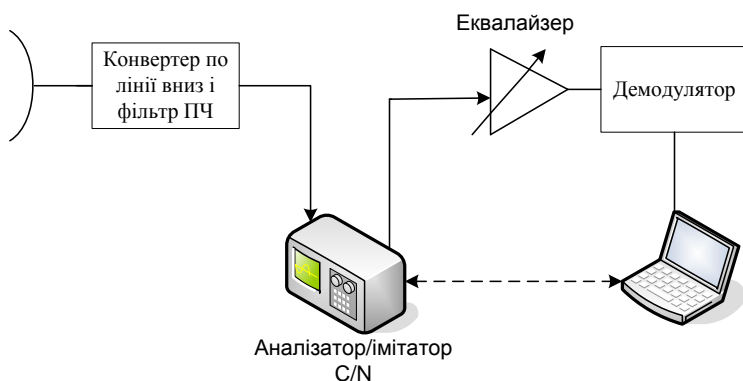 Еквалайзер
Конвертер по
лінії вниз і
фільтр ПЧ
Демодулятор
Аналізатор/імітатор
C/N